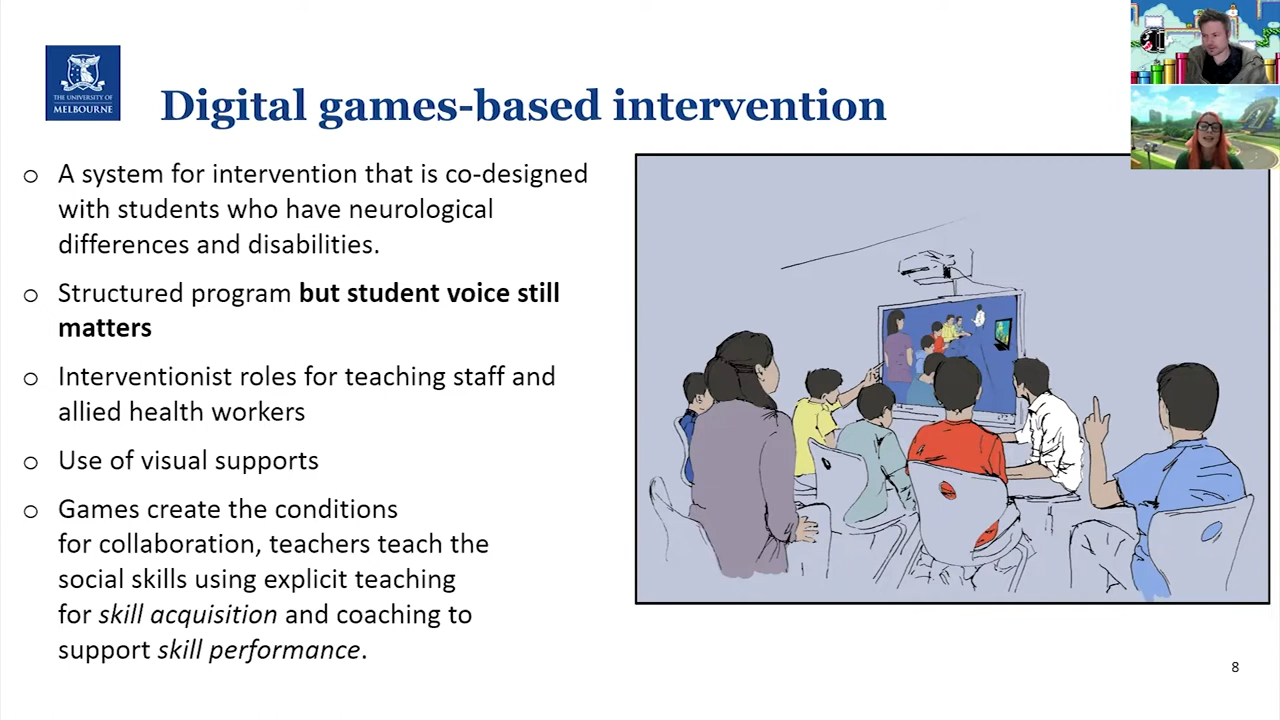 THE UNIVERSITY OF
MELBOURNE
Digital games-based intervention
o A system for intervention that is co-designed
with students who have neurological
differences and disabilities.
o Structured program but student voice still
matters
o Interventionist roles for teaching staff and
allied health workers
o Use of visual supports
o Games create the conditions
for collaboration, teachers teach the
social skills using explicit teaching
for skill acquisition and coaching to
support skill performance.
8